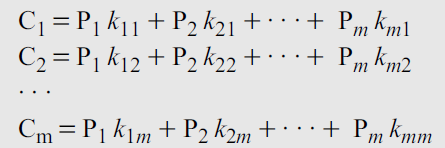 C₁ = P₁ k₁₁ + P₂ k₂₁ + · · · + Pₘ kₘ₁
C₂ = P₁ k₁₂ + P₂ k₂₂ + · · · + Pₘ kₘ₂
· · ·
Cₘ = P₁ k₁ₘ + P₂ k₂ₘ + · · · + Pₘ kₘₘ